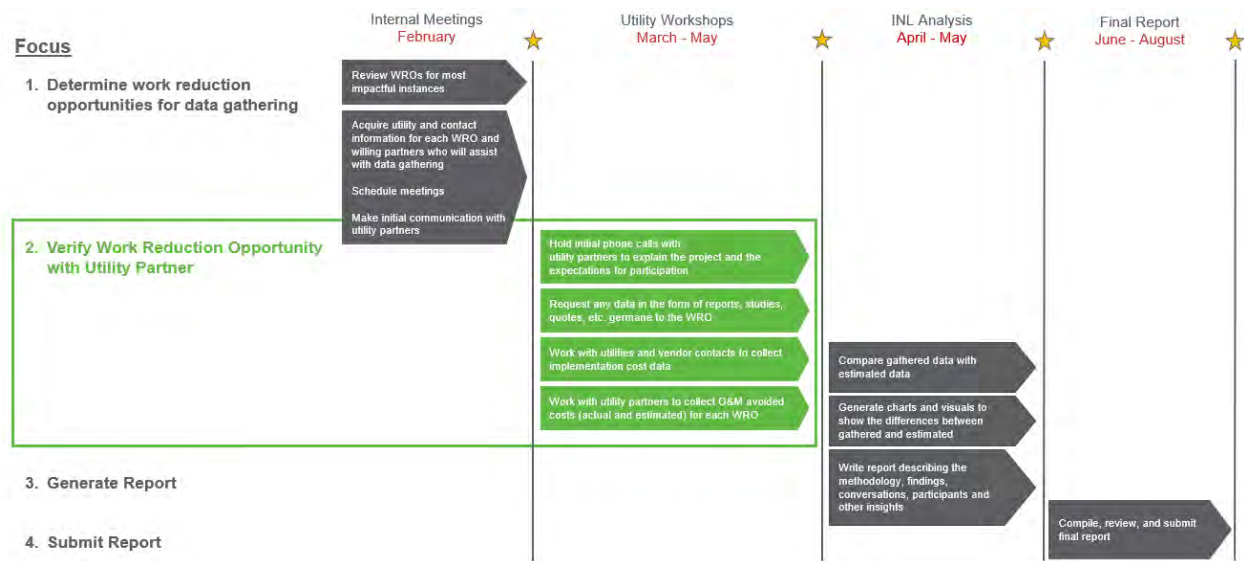 Internal Meetings
February
Utility Workshops
March - May
INL Analysis
April - May
Final Report
June - August
Focus
1. Determine work reduction
opportunities for data gathering
Review WROs for most
impactful instances
Acquire utility and contact
information for each WRO and
willing partners who will assist
with data gathering
Schedule meetings
Make initial communication with
utility partners
2. Verify Work Reduction Opportunity
with Utility Partner
Hold initial phone calls with
utility partners to explain the project and the
expectations for participation
Request any data in the form of reports, studies,
quotes, etc. germane to the WRO
Work with utilities and vendor contacts to collect
implementation cost data
Work with utility partners to collect O&M avoided
costs (actual and estimated) for each WRO
Compare gathered data with
estimated data
Generate charts and visuals to
show the differences between
gathered and estimated
3. Generate Report
Write report describing the
methodology, findings,
conversations, participants and
other insights
4. Submit Report
Compile, review, and submit
final report